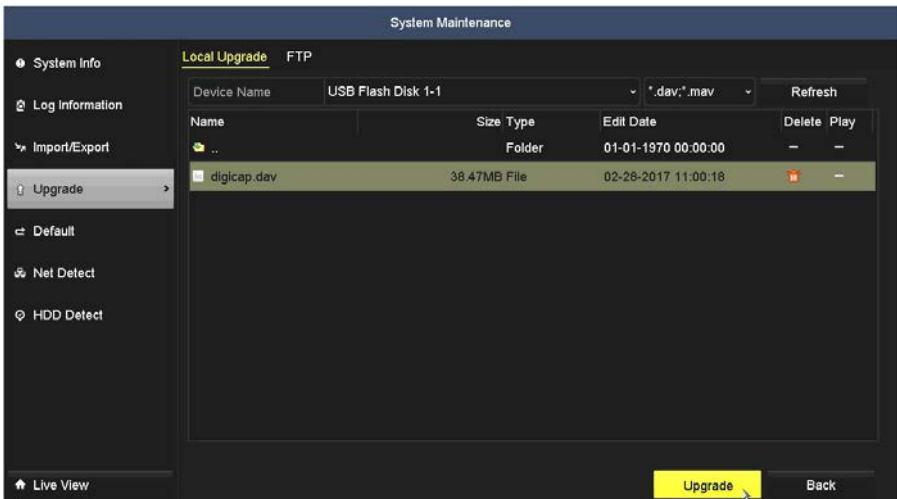 System Maintenance
System Info
Log Information
Import/Export
Upgrade >
Default
Net Detect
HDD Detect
Live View
Local Upgrade FTP
Device Name USB Flash Disk 1-1 *.dav;*.mav Refresh
Name Size Type Edit Date Delete Play
.. Folder 01-01-1970 00:00:00 – –
digicap.dav 38.47MB File 02-28-2017 11:00:18 –
Upgrade Back